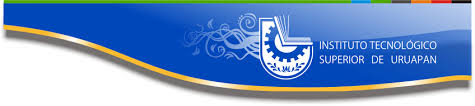 INSTITUTO TECNOLÓGICO
SUPERIOR DE URUAPAN